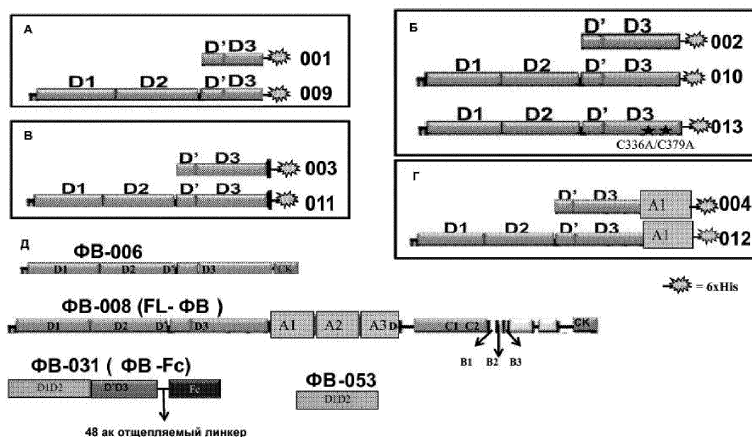 А
D' D3
001
D1 D2 D' D3
009
Б
D' D3
002
D1 D2 D' D3
010
D1 D2 D' D3
013
C336A/C379A
В
D' D3
003
D1 D2 D' D3
011
Г
D' D3 A1
004
D1 D2 D' D3 A1
012
Д
ФВ-006
D1 D2 D' D3 CK
= 6xHis
ФВ-008 (FL- ФВ )
D1 D2 D' D3 A1 A2 A3 D C1 C2 CK
B1 B2 B3
ФВ-031 ( ФВ -Fc)
D1D2 D'D3 Fc
ФВ-053
D1D2
48 ак отщепляемый линкер